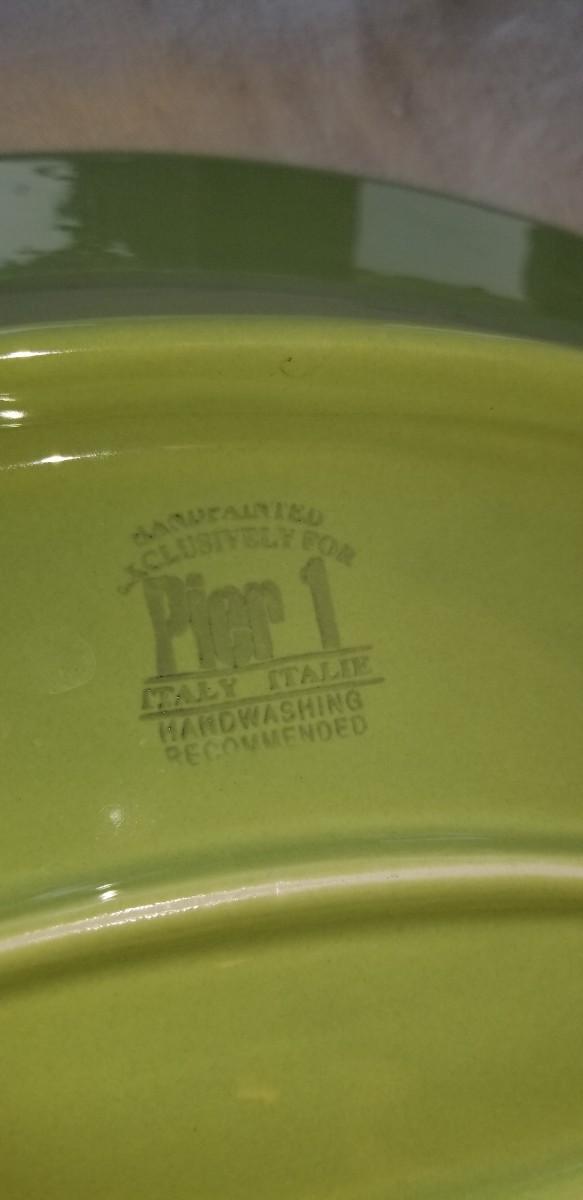 HANDPAINTED
EXCLUSIVELY FOR
Pier 1
ITALY ITALIE
HANDWASHING
RECOMMENDED